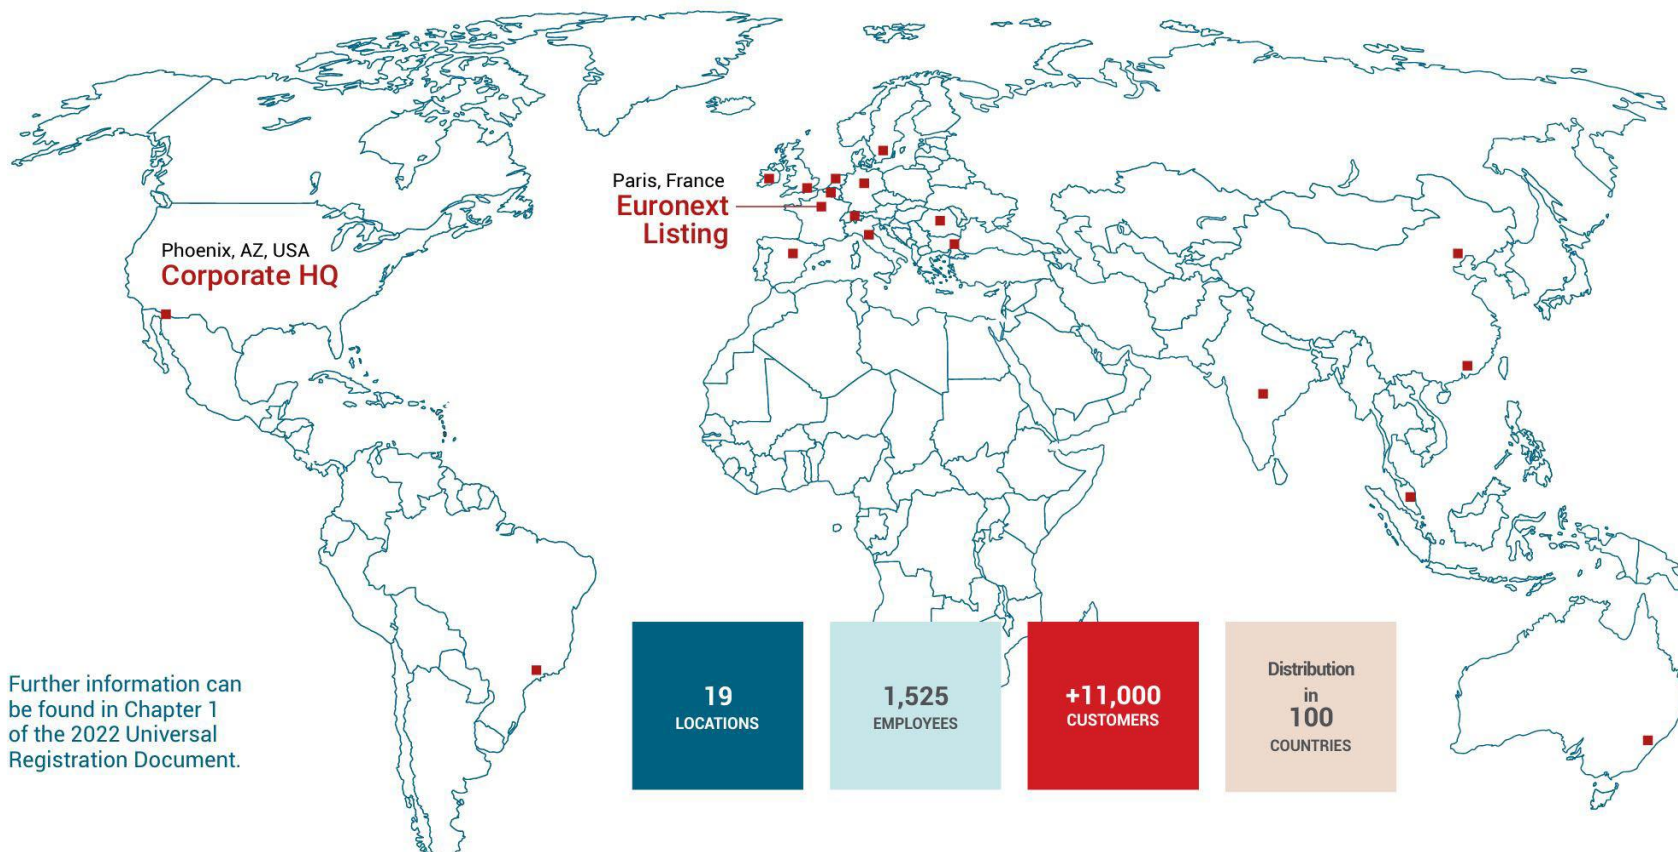 Paris, France
Euronext
Listing
Phoenix, AZ, USA
Corporate HQ
Further information can
be found in Chapter 1
of the 2022 Universal
Registration Document.
19
LOCATIONS
1,525
EMPLOYEES
+11,000
CUSTOMERS
Distribution
in
100
COUNTRIES